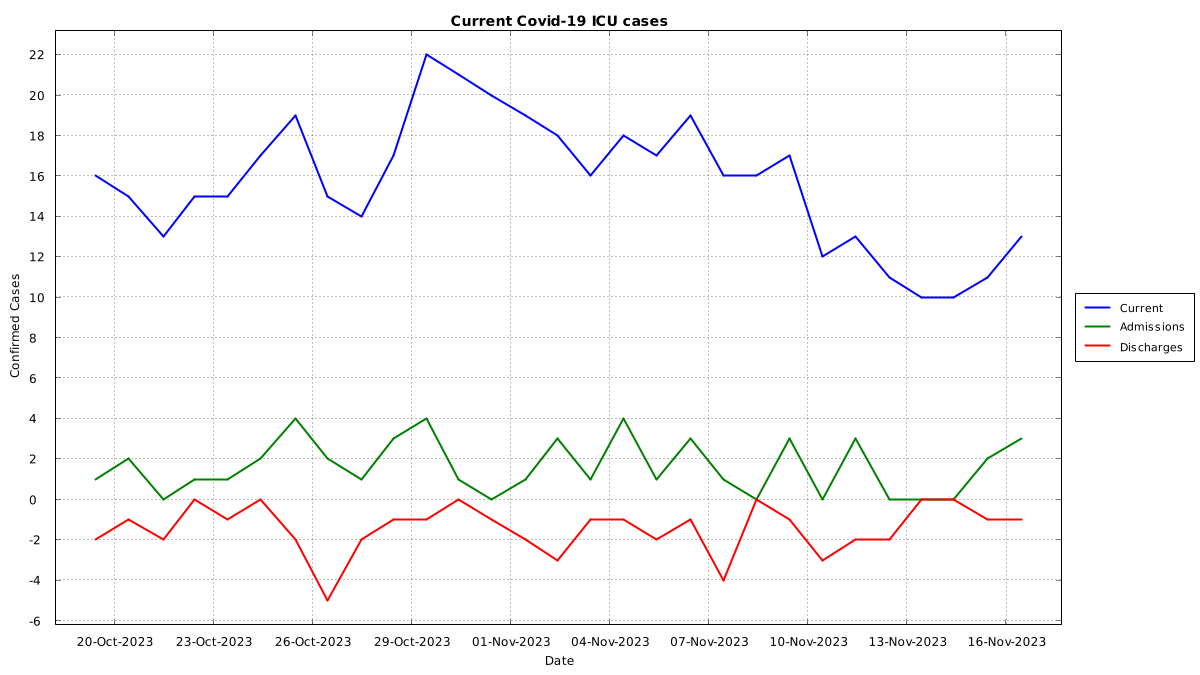 Current Covid-19 ICU cases
22
20
18
16
14
12
10
8
6
4
2
0
-2
-4
-6
Confirmed Cases
20-Oct-2023 23-Oct-2023 26-Oct-2023 29-Oct-2023 01-Nov-2023 04-Nov-2023 07-Nov-2023 10-Nov-2023 13-Nov-2023 16-Nov-2023
Date
Current
Admissions
Discharges